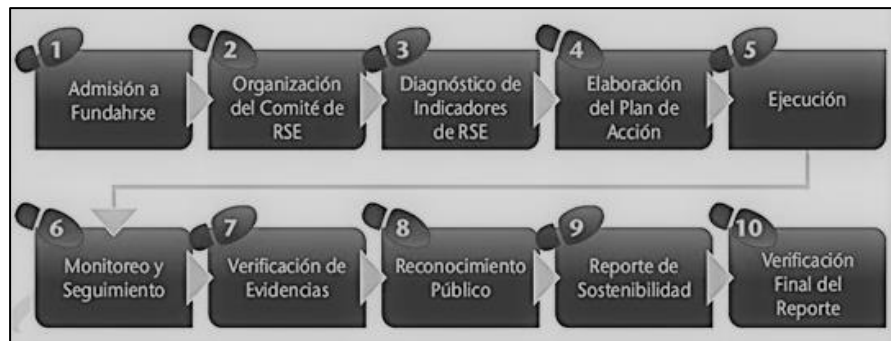 1
Admisión a
Fundahrse
2
Organización
del Comité de
RSE
3
Diagnóstico de
Indicadores
de RSE
4
Elaboración
del Plan de
Acción
5
Ejecución
6
Monitoreo y
Seguimiento
7
Verificación de
Evidencias
8
Reconocimiento
Público
9
Reporte de
Sostenibilidad
10
Verificación
Final del
Reporte